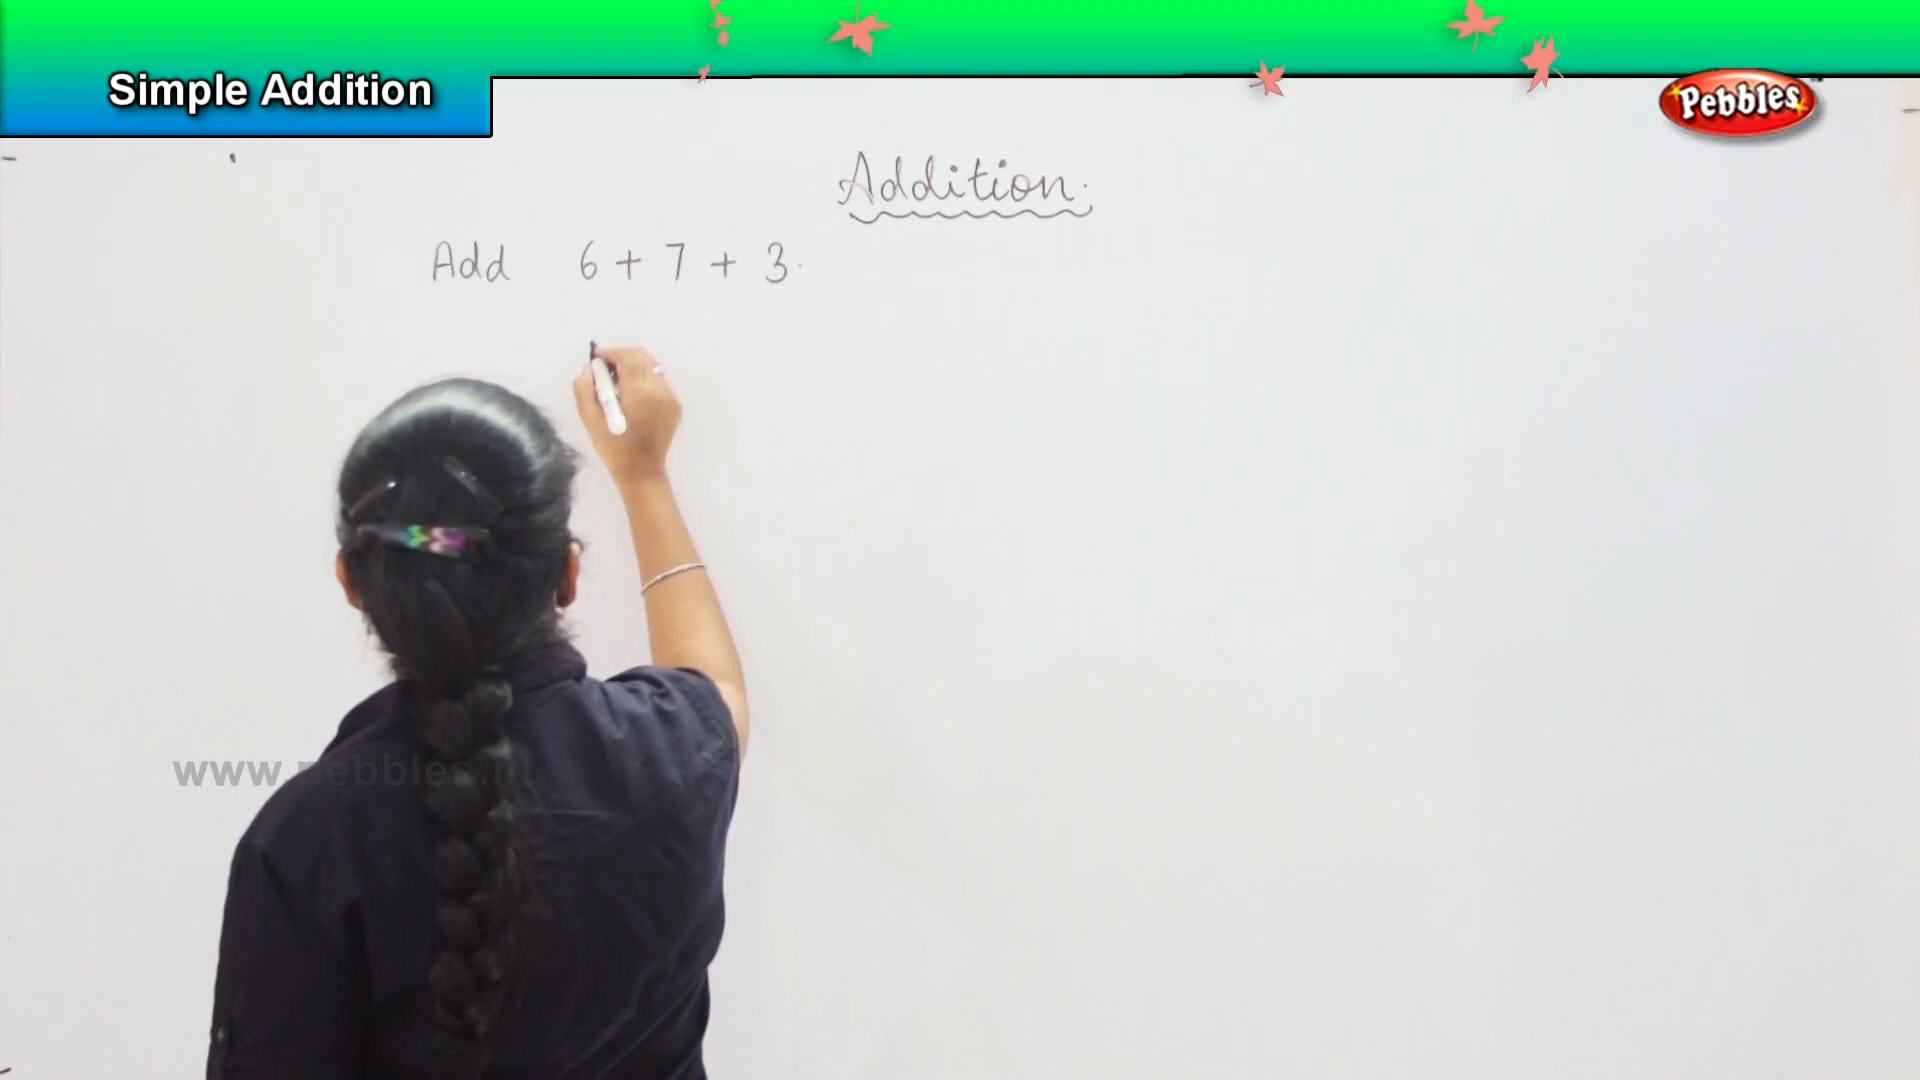 Simple Addition
Pebbles
Addition.
Add 6 + 7 + 3.